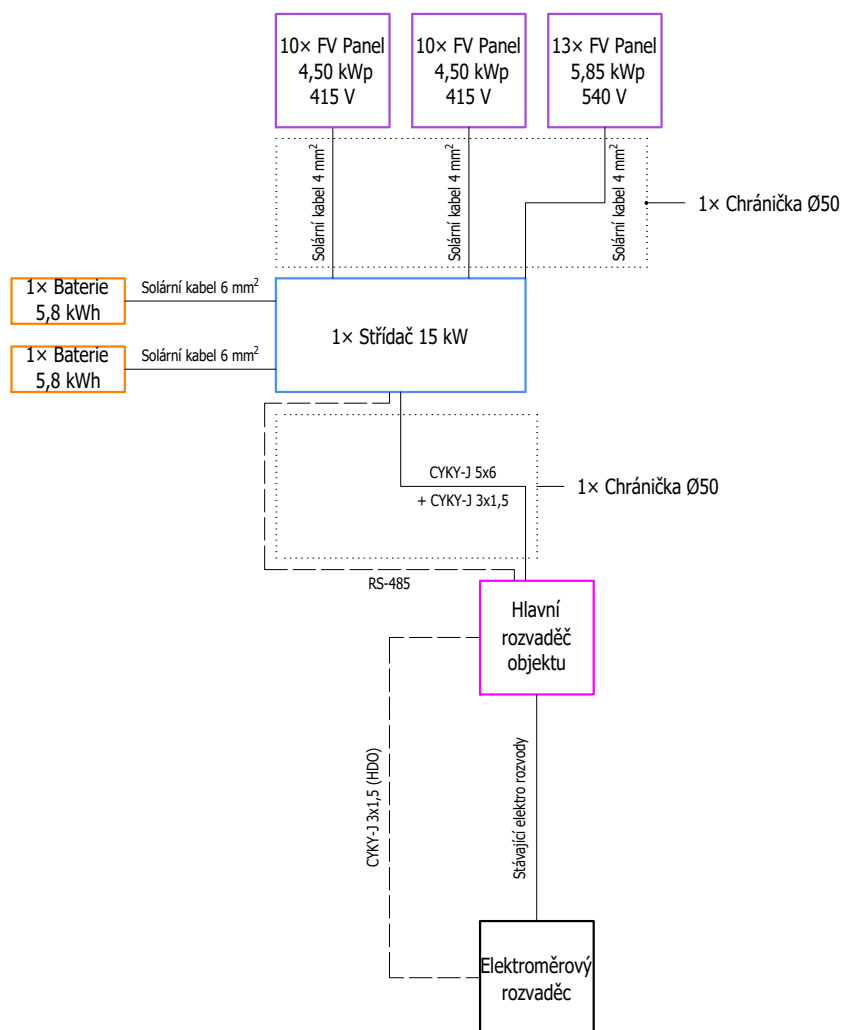 10× FV Panel
4,50 kWp
415 V
10× FV Panel
4,50 kWp
415 V
13× FV Panel
5,85 kWp
540 V
Solární kabel 4 mm²
Solární kabel 4 mm²
Solární kabel 4 mm²
1× Chránička Ø50
1× Baterie
5,8 kWh
Solární kabel 6 mm²
1× Střídač 15 kW
1× Baterie
5,8 kWh
Solární kabel 6 mm²
CYKY-J 5x6
+ CYKY-J 3x1,5
1× Chránička Ø50
RS-485
Hlavní
rozvaděč
objektu
CYKY-J 3x1,5 (HDO)
Stávající elektro rozvody
Elektroměrový
rozvaděc